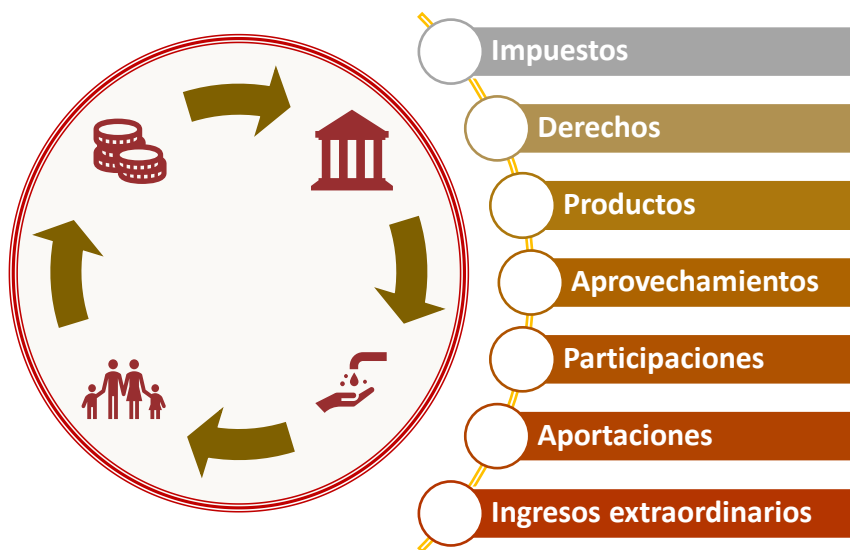 Impuestos
Derechos
Productos
Aprovechamientos
Participaciones
Aportaciones
Ingresos extraordinarios